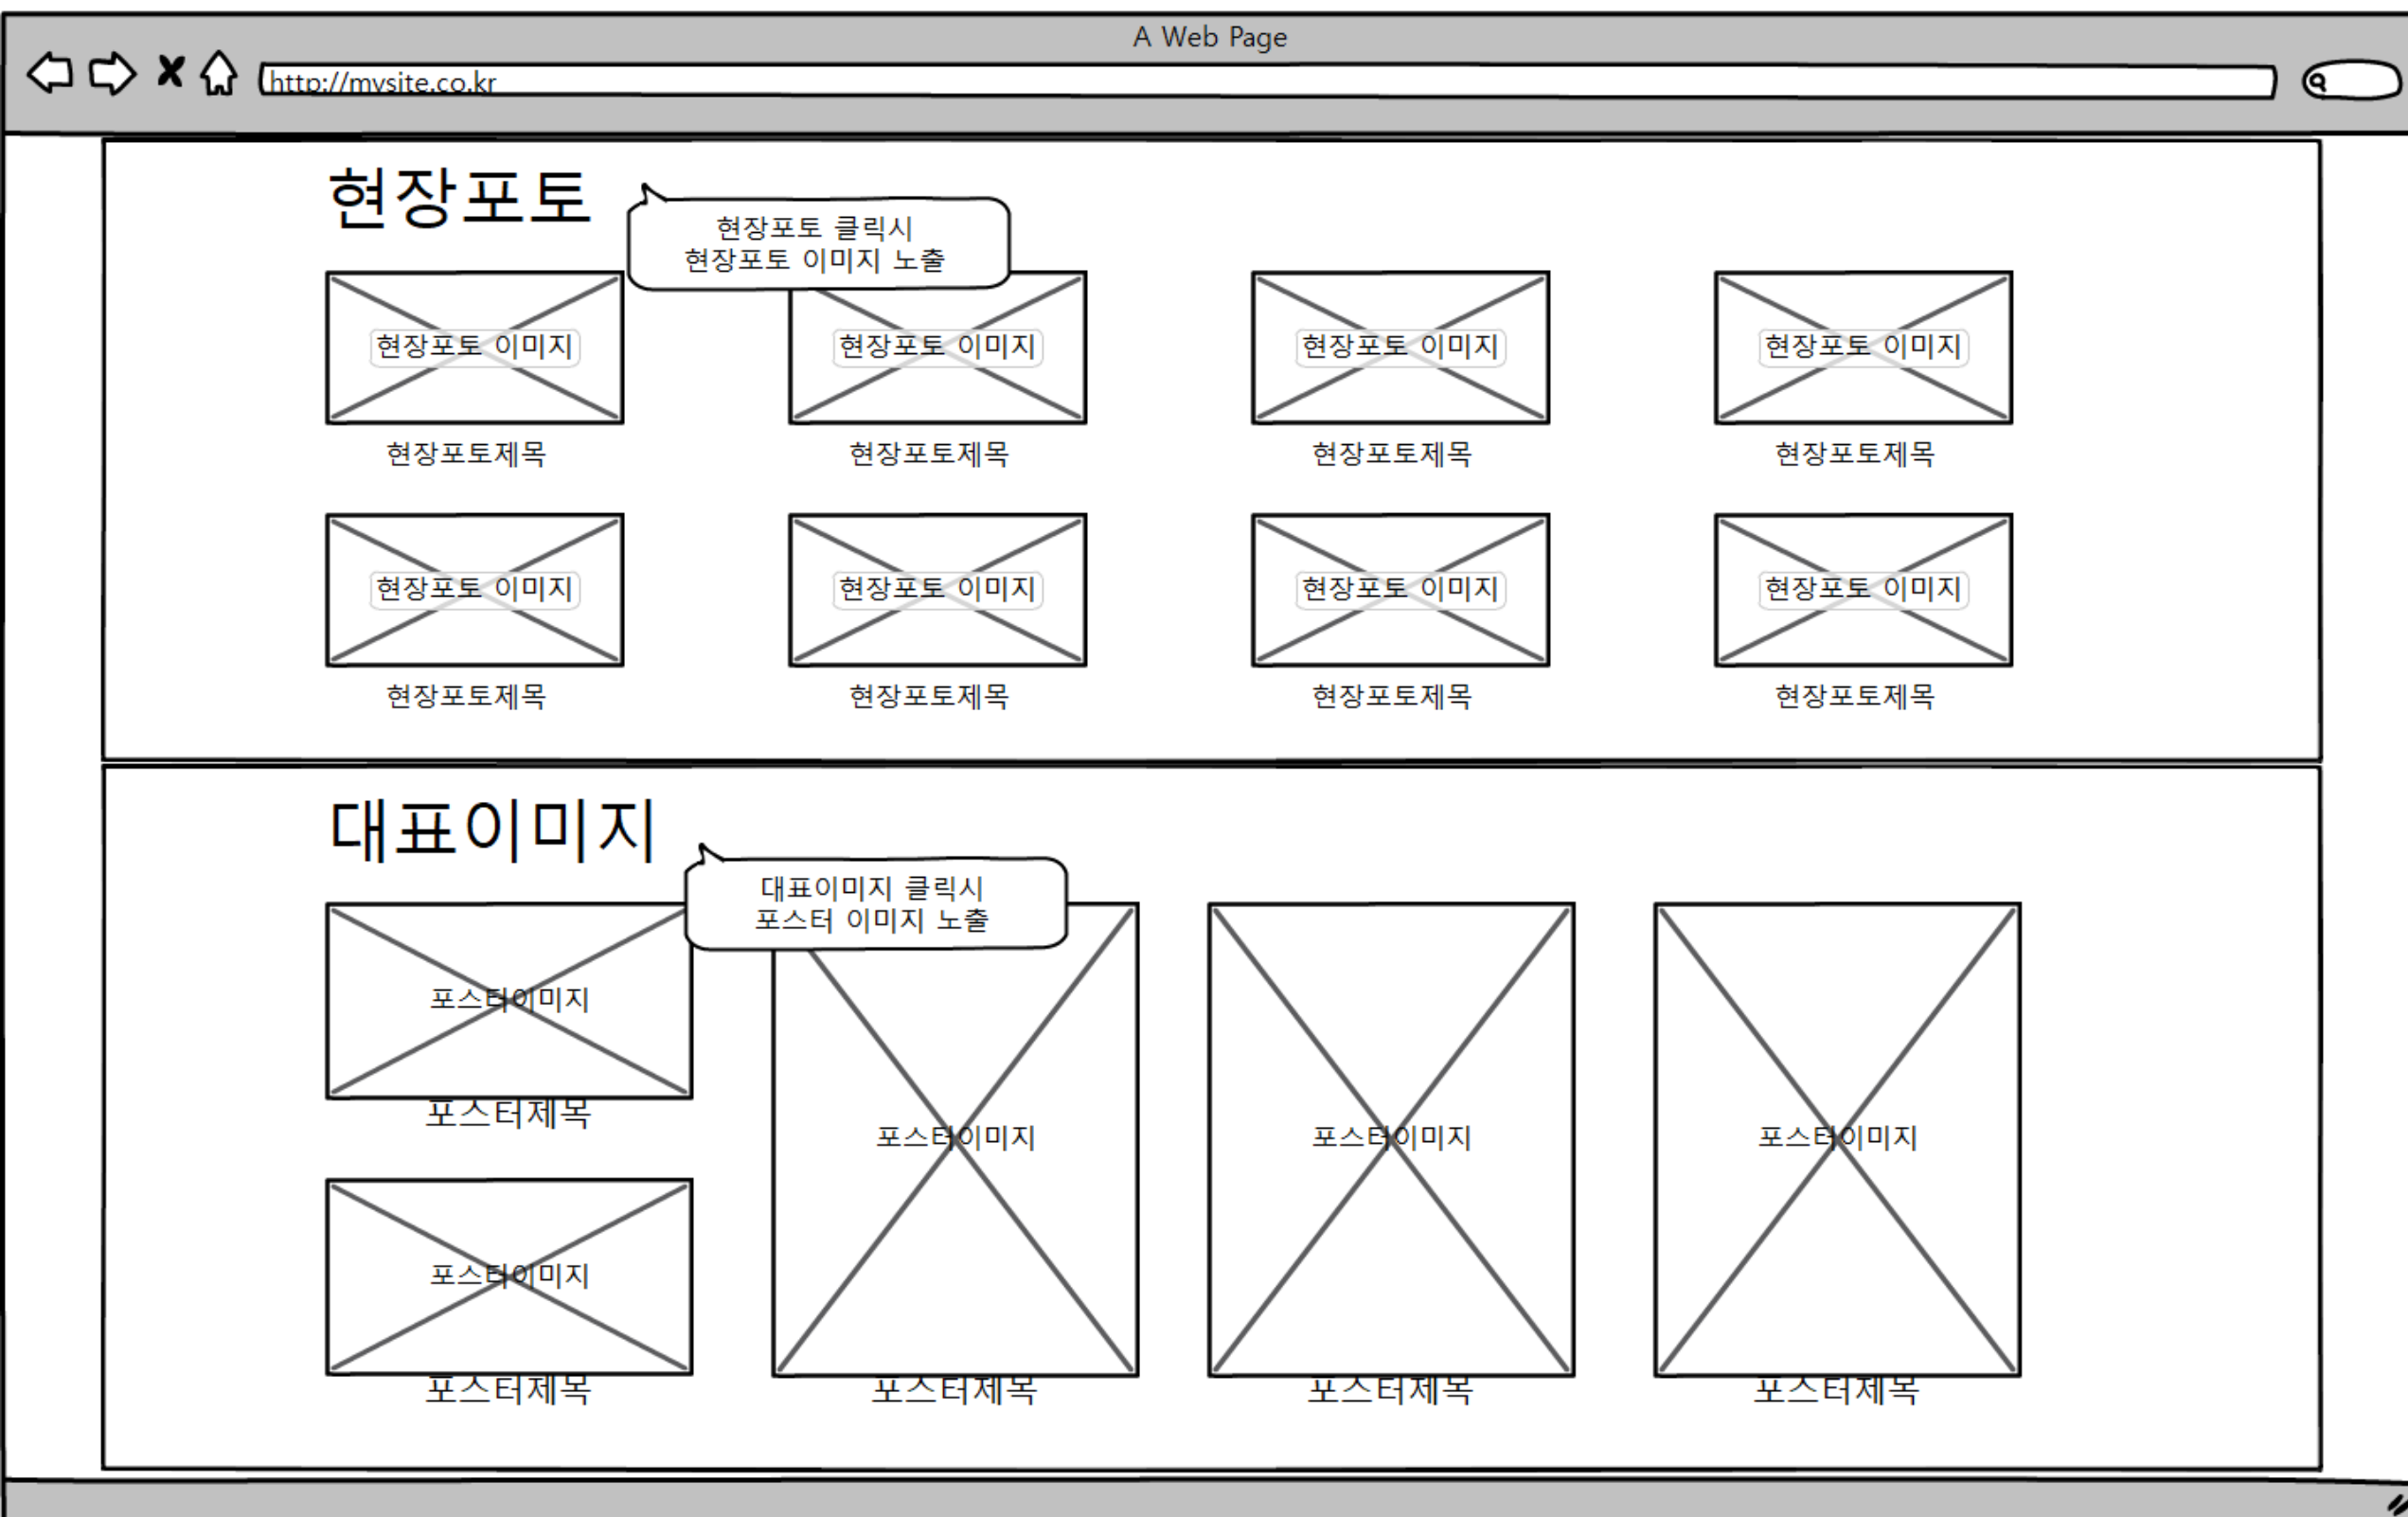 A Web Page
http://mysite.co.kr
현장포토
현장포토 클릭시
현장포토 이미지 노출
현장포토 이미지
현장포토 이미지
현장포토 이미지
현장포토 이미지
현장포토제목
현장포토제목
현장포토제목
현장포토제목
현장포토 이미지
현장포토 이미지
현장포토 이미지
현장포토 이미지
현장포토제목
현장포토제목
현장포토제목
현장포토제목
대표이미지
대표이미지 클릭시
포스터 이미지 노출
포스터이미지
포스터제목
포스터이미지
포스터이미지
포스터이미지
포스터이미지
포스터제목
포스터제목
포스터제목
포스터제목